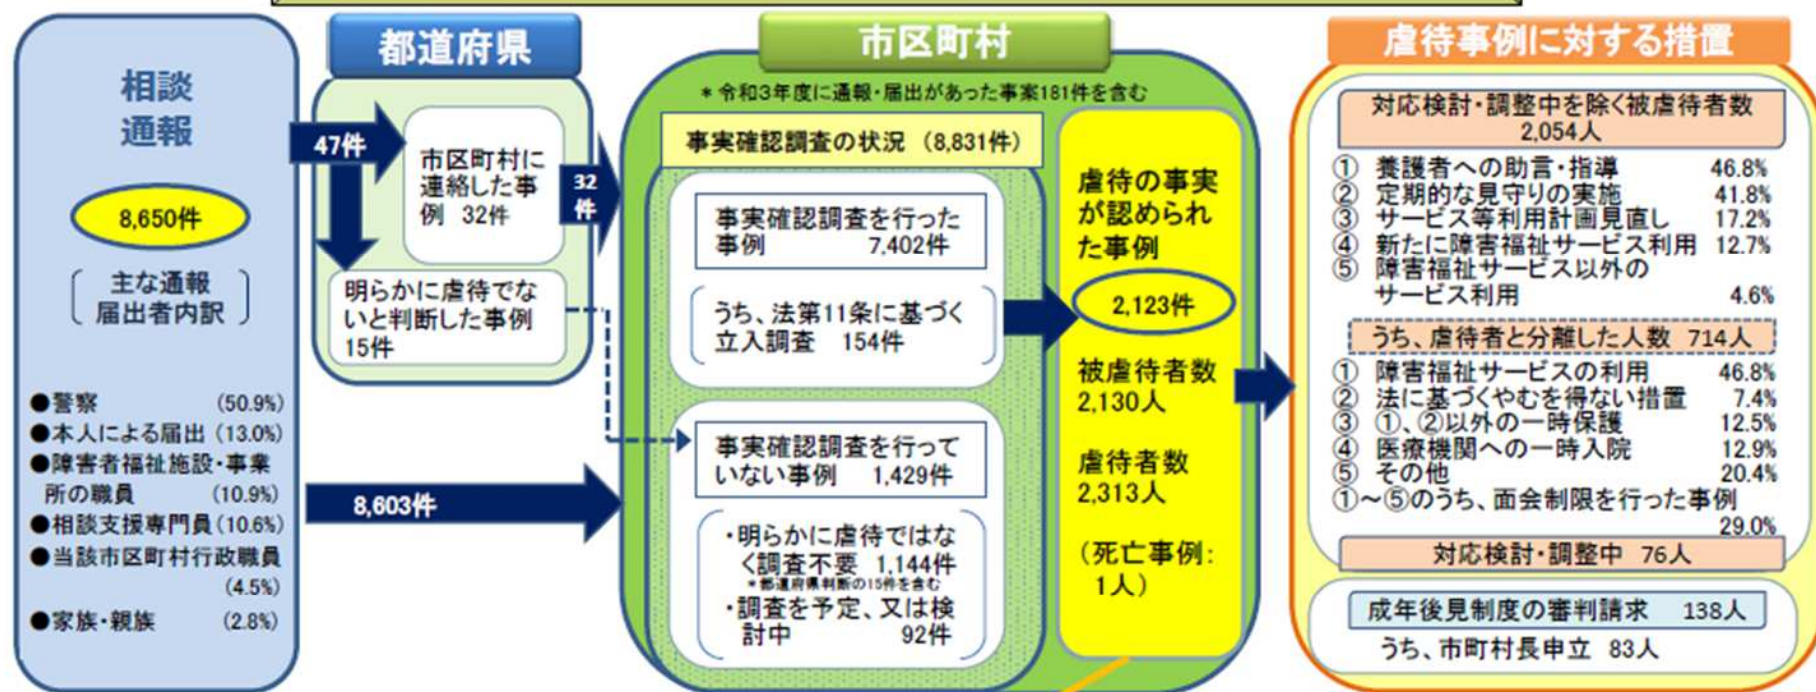 相談
通報
8,650件
主な通報
届出者内訳
●警察 (50.9%)
●本人による届出 (13.0%)
●障害者福祉施設・事業
所の職員 (10.9%)
●相談支援専門員 (10.6%)
●当該市区町村行政職員
(4.5%)
●家族・親族 (2.8%)
都道府県
47件
市区町村に
連絡した事
例 32件
32
件
明らかに虐待でな
いと判断した事例
15件
8,603件
市区町村
*令和3年度に通報・届出があった事案181件を含む
事実確認調査の状況 (8,831件)
事実確認調査を行った
事例 7,402件
うち、法第11条に基づく
立入調査 154件
事実確認調査を行って
いない事例 1,429件
・明らかに虐待ではな
く調査不要 1,144件
*都道府県判断の15件を含む
・調査を予定、又は検
討中 92件
虐待の事実
が認められ
た事例
2,123件
被虐待者数
2,130人
虐待者数
2,313人
(死亡事例:
1人)
虐待事例に対する措置
対応検討・調整中を除く被虐待者数
2,054人
① 養護者への助言・指導 46.8%
② 定期的な見守りの実施 41.8%
③ サービス等利用計画見直し 17.2%
④ 新たに障害福祉サービス利用 12.7%
⑤ 障害福祉サービス以外の
サービス利用 4.6%
うち、虐待者と分離した人数 714人
① 障害福祉サービスの利用 46.8%
② 法に基づくやむを得ない措置 7.4%
③ ①、②以外の一時保護 12.5%
④ 医療機関への一時入院 12.9%
⑤ その他 20.4%
①～⑤のうち、面会制限を行った事例
29.0%
対応検討・調整中 76人
成年後見制度の審判請求 138人
うち、市町村長申立 83人